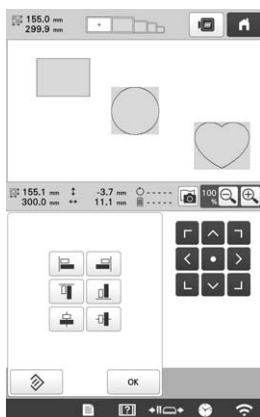 155.0 mm
299.9 mm
155.1 mm -3.7 mm -----
300.0 mm 11.1 mm -----
100 %
OK
?